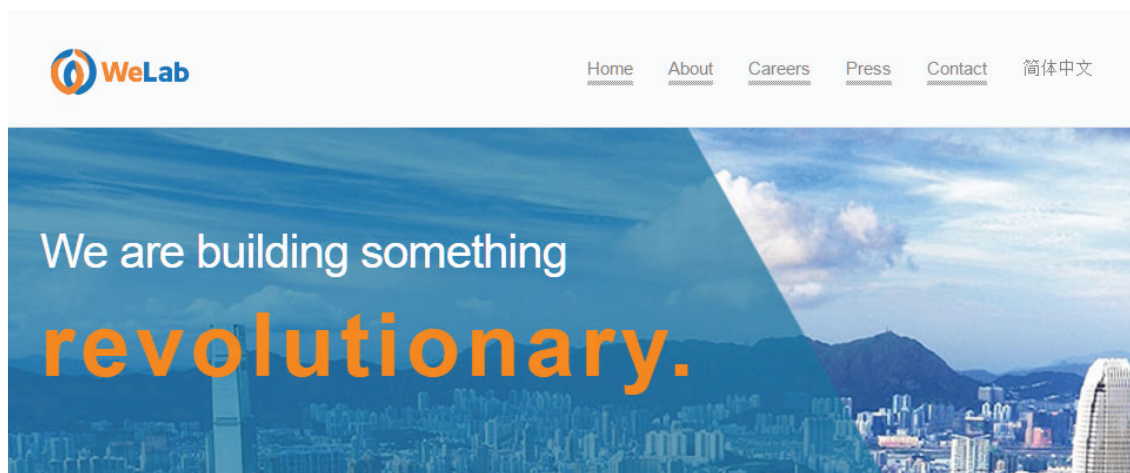 WeLab
Home About Careers Press Contact 简体中文
We are building something
revolutionary.